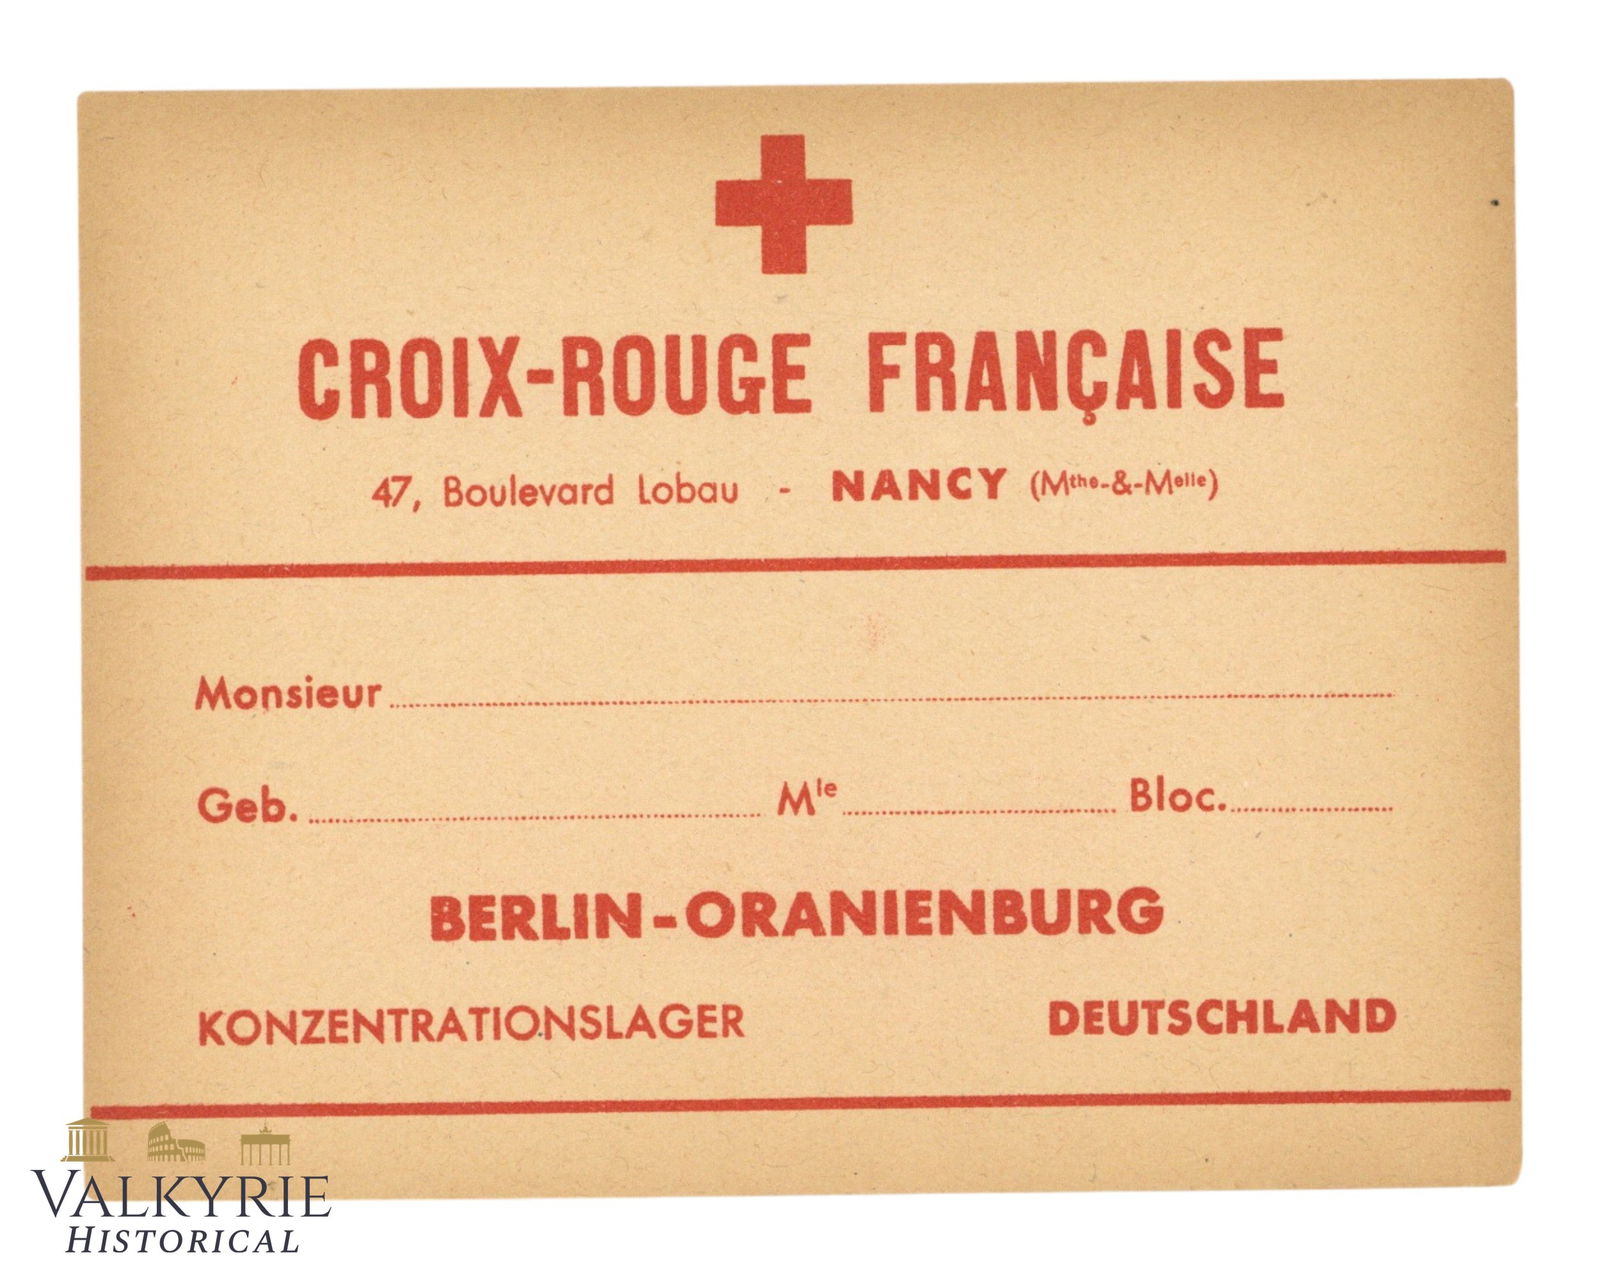 CROIX-ROUGE FRANÇAISE
47, Boulevard Lobau - NANCY (Mthe-&-Melle)
Monsieur
Geb. Mle Bloc.
BERLIN-ORANIENBURG
KONZENTRATIONSLAGER DEUTSCHLAND
VALKYRIE
HISTORICAL